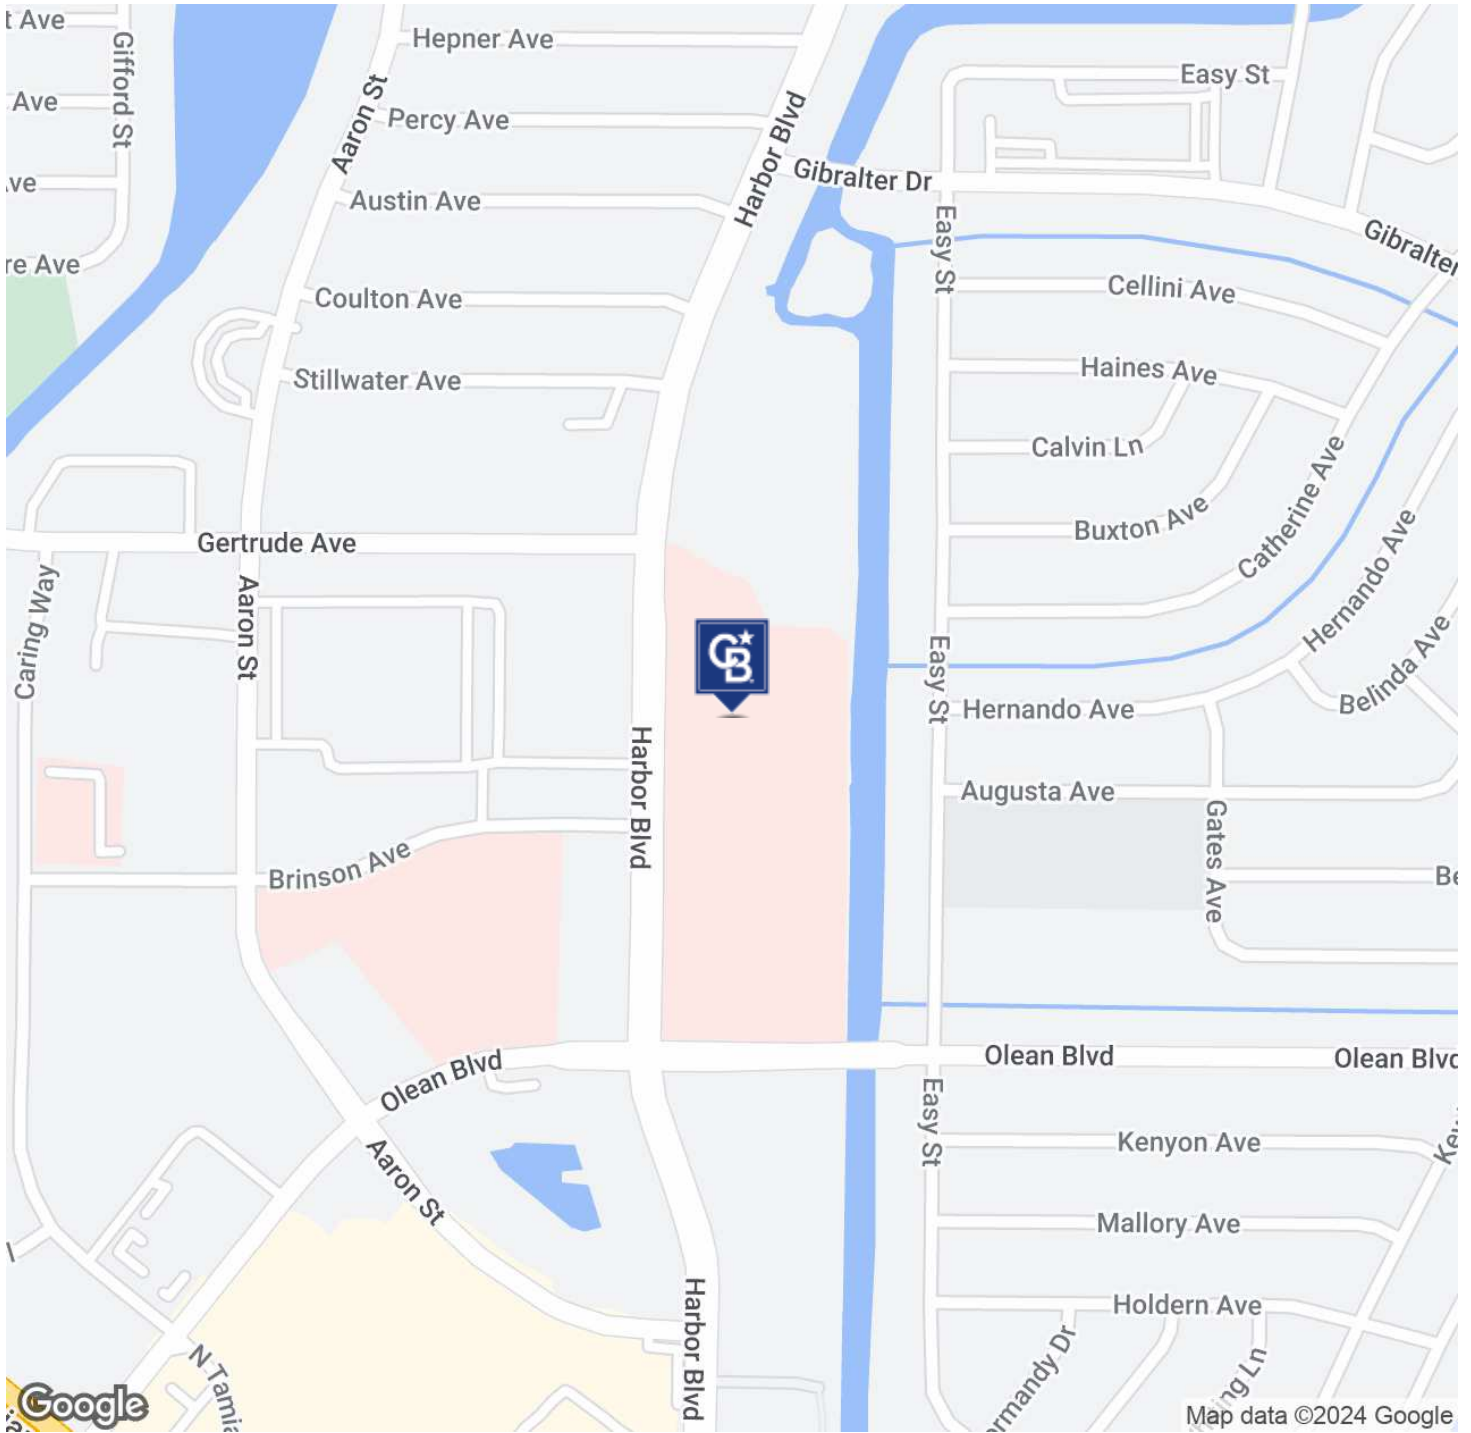 t Ave
Hepner Ave
Gifford St
Easy St
Ave
Aaron St
Percy Ave
Harbor Blvd
Gibralter Dr
ve
Austin Ave
Easy St
Gibralter
re Ave
Coulton Ave
Cellini Ave
Stillwater Ave
Haines Ave
Calvin Ln
Catherine Ave
Gertrude Ave
Buxton Ave
Hernando Ave
Caring Way
Aaron St
CB
Easy St
Belinda Ave
Hernando Ave
Harbor Blvd
Augusta Ave
Gates Ave
Brinson Ave
Be
Olean Blvd
Olean Blvd
Olean Blvd
Easy St
Kenyon Ave
Aaron St
Mallory Ave
Harbor Blvd
Holdern Ave
N Tamia
ormandy Dr
Google
Map data ©2024 Google